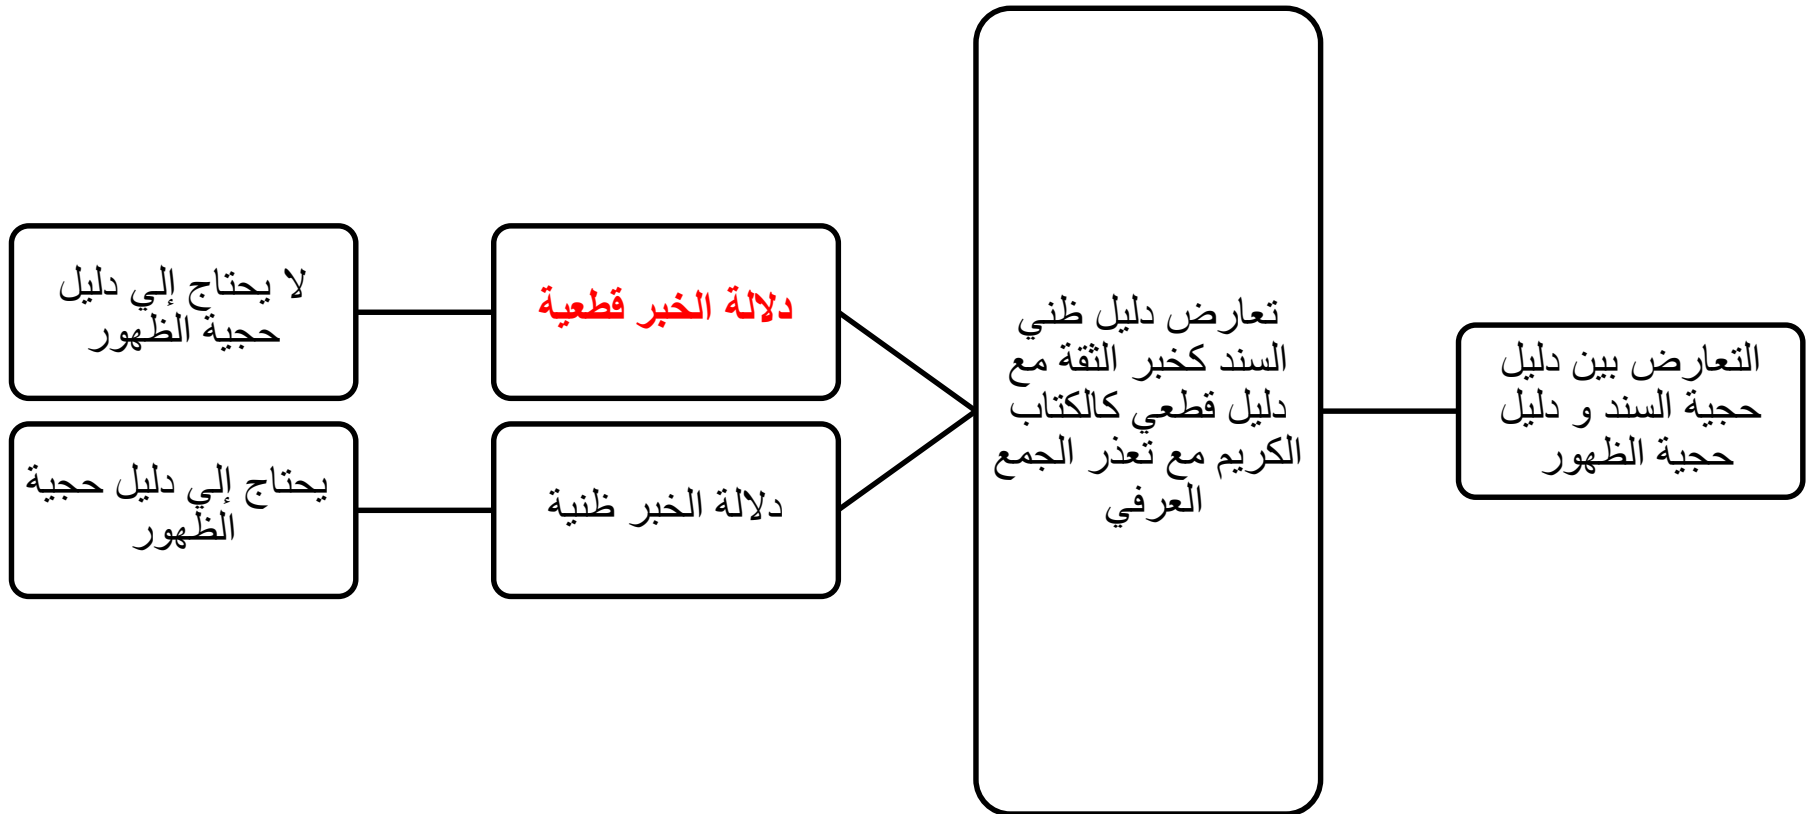 التعارض بين دليل
حجية السند و دليل
حجية الظهور
تعارض دليل ظني
السند كخبر الثقة مع
دليل قطعي كالكتاب
الكريم مع تعذر الجمع
العرفي
دلالة الخبر قطعية
لا يحتاج إلي دليل
حجية الظهور
دلالة الخبر ظنية
يحتاج إلي دليل حجية
الظهور